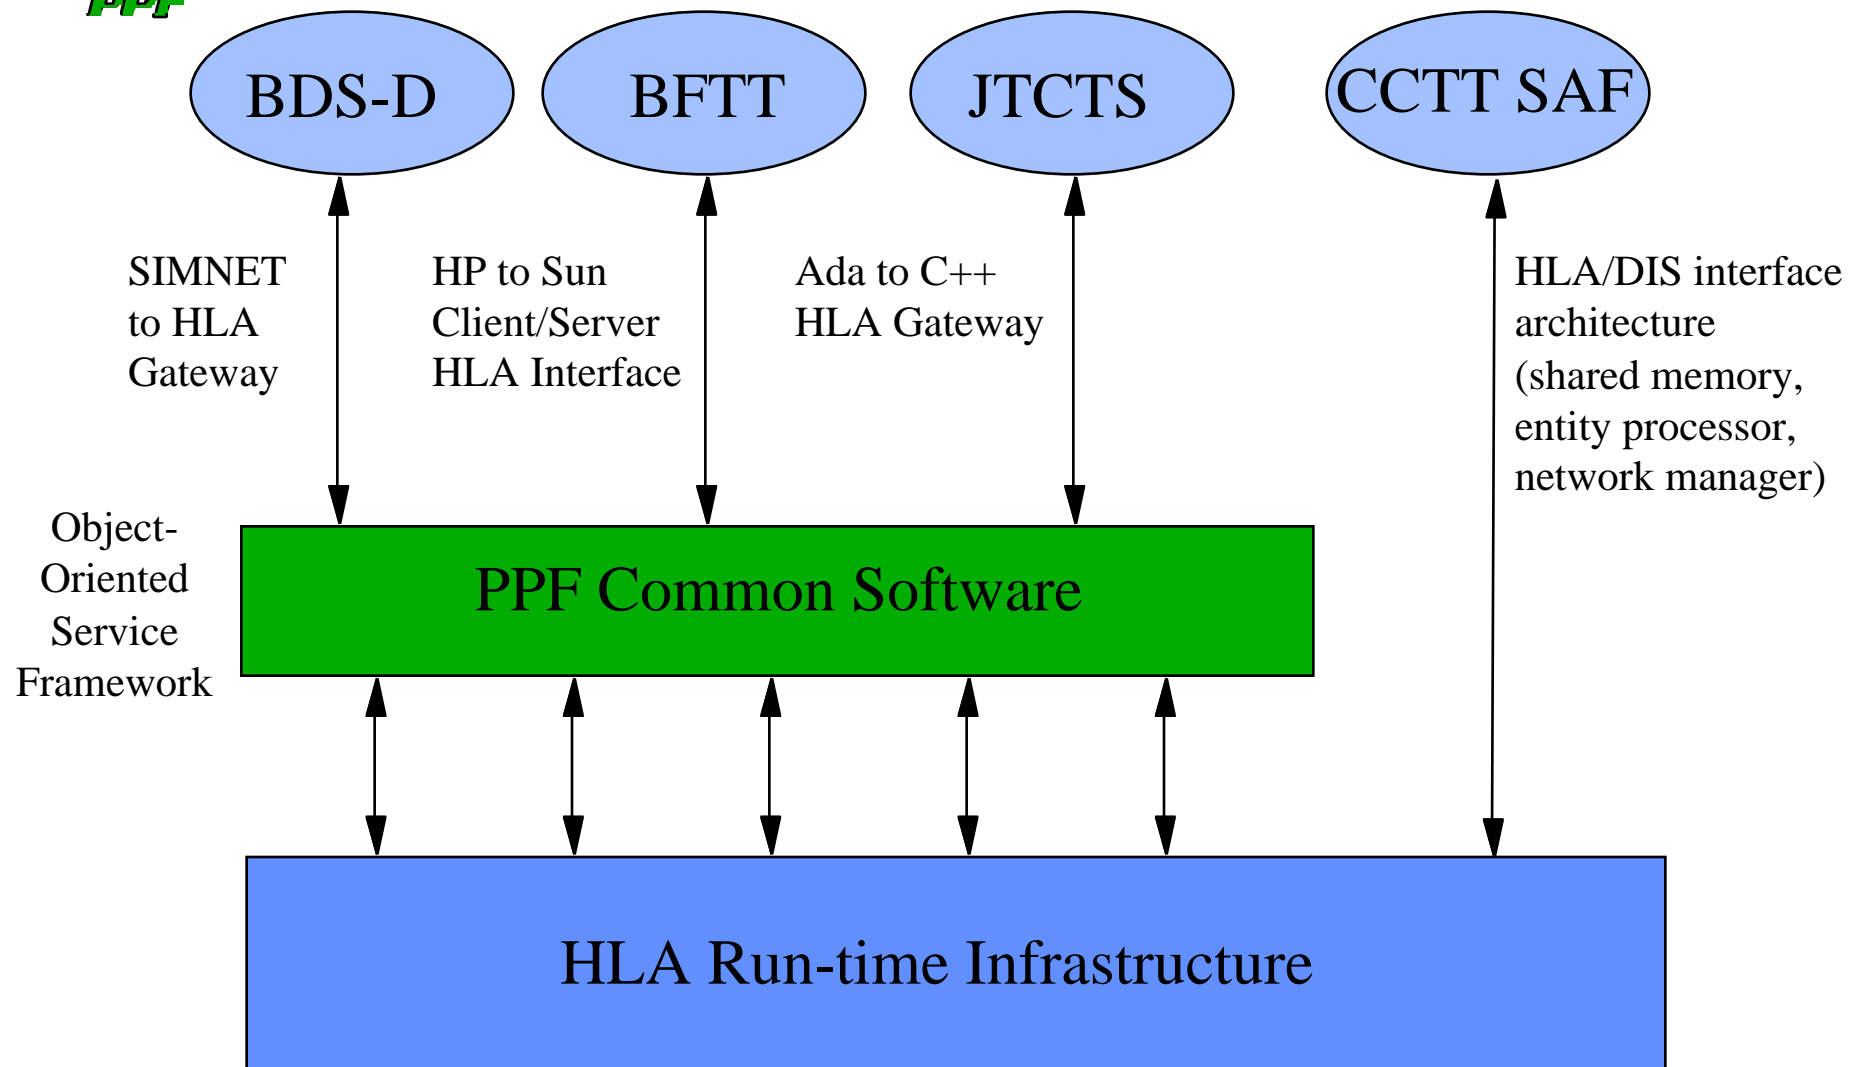 PPF
BDS-D
BFTT
JTCTS
CCTT SAF
SIMNET
to HLA
Gateway
HP to Sun
Client/Server
HLA Interface
Ada to C++
HLA Gateway
HLA/DIS interface
architecture
(shared memory,
entity processor,
network manager)
Object-
Oriented
Service
Framework
PPF Common Software
HLA Run-time Infrastructure